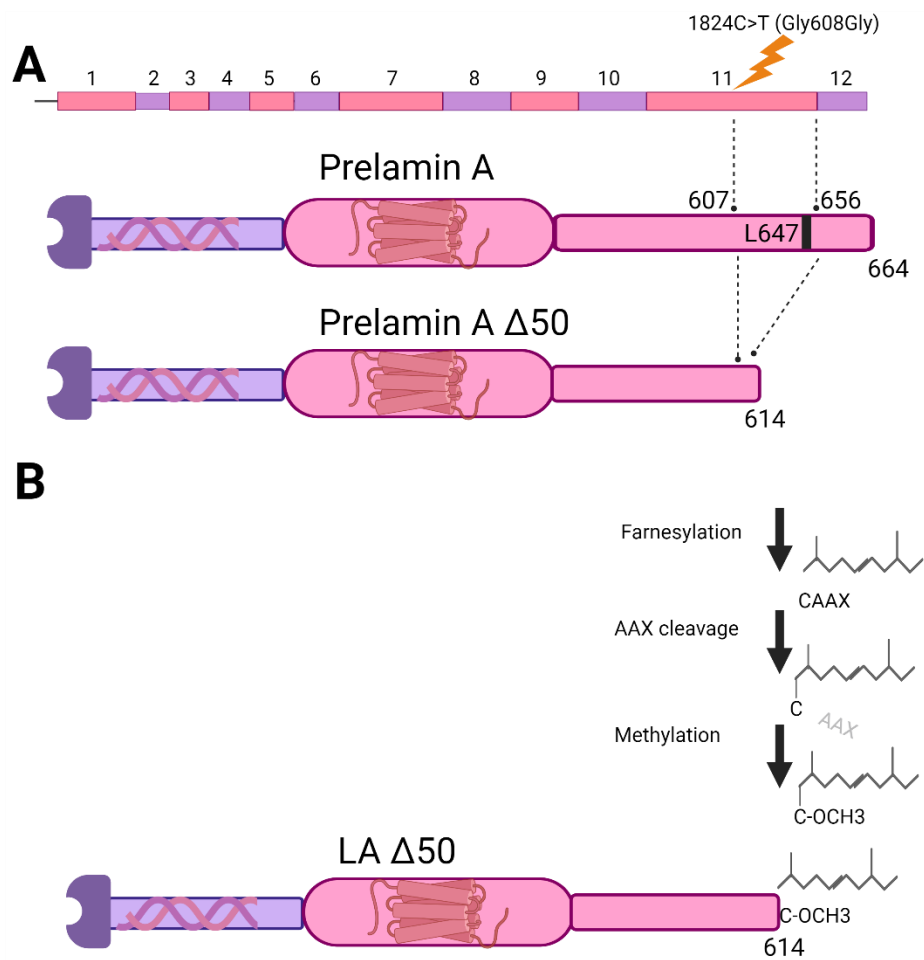 1824C>T (Gly608Gly)
A
1 2 3 4 5 6 7 8 9 10 11 12
Prelamin A
607 656
L647
664
Prelamin A Δ50
614
B
Farnesylation
CAAX
AAX cleavage
C
AAX
Methylation
C-OCH3
LA Δ50
C-OCH3
614